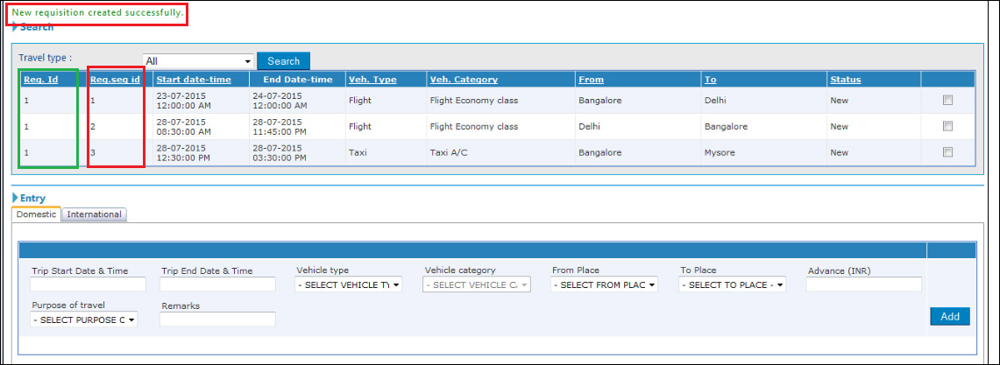 New requisition created successfully.
Search
Travel type : All Search
Req. Id Req.seq id Start date-time End Date-time Veh. Type Veh. Category From To Status
1 1 23-07-2015 12:00:00 AM 24-07-2015 12:00:00 AM Flight Flight Economy class Bangalore Delhi New
1 2 28-07-2015 08:30:00 AM 28-07-2015 11:45:00 PM Flight Flight Economy class Delhi Bangalore New
1 3 28-07-2015 12:30:00 PM 28-07-2015 03:30:00 PM Taxi Taxi A/C Bangalore Mysore New
Entry
Domestic International
Trip Start Date & Time Trip End Date & Time Vehicle type Vehicle category From Place To Place Advance (INR)
- SELECT VEHICLE TY - SELECT VEHICLE CA - SELECT FROM PLAC - SELECT TO PLACE -
Purpose of travel Remarks
- SELECT PURPOSE O Add